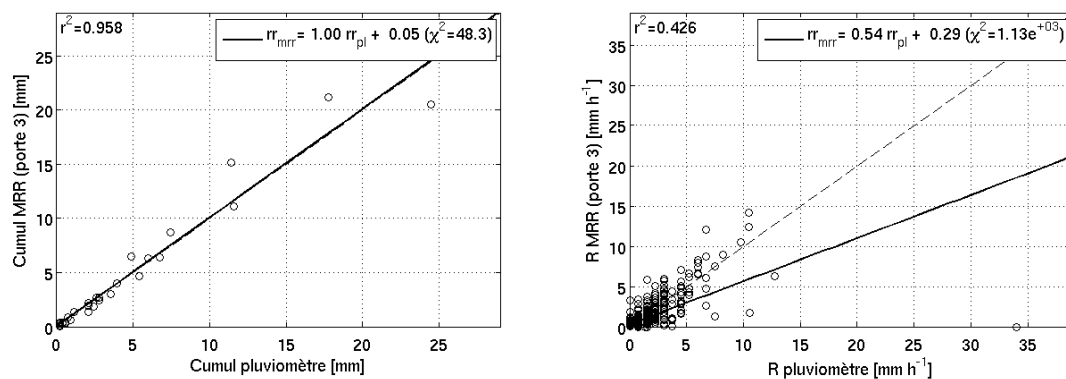 r²=0.958
rr_mrr = 1.00 rr_pl + 0.05 (χ²=48.3)
25
20
15
10
5
0
Cumul MRR (porte 3) [mm]
0 5 10 15 20 25
Cumul pluviomètre [mm]
r²=0.426
rr_mrr = 0.54 rr_pl + 0.29 (χ²=1.13e⁺⁰³)
35
30
25
20
15
10
5
0
R MRR (porte 3) [mm h⁻¹]
0 5 10 15 20 25 30 35
R pluviomètre [mm h⁻¹]